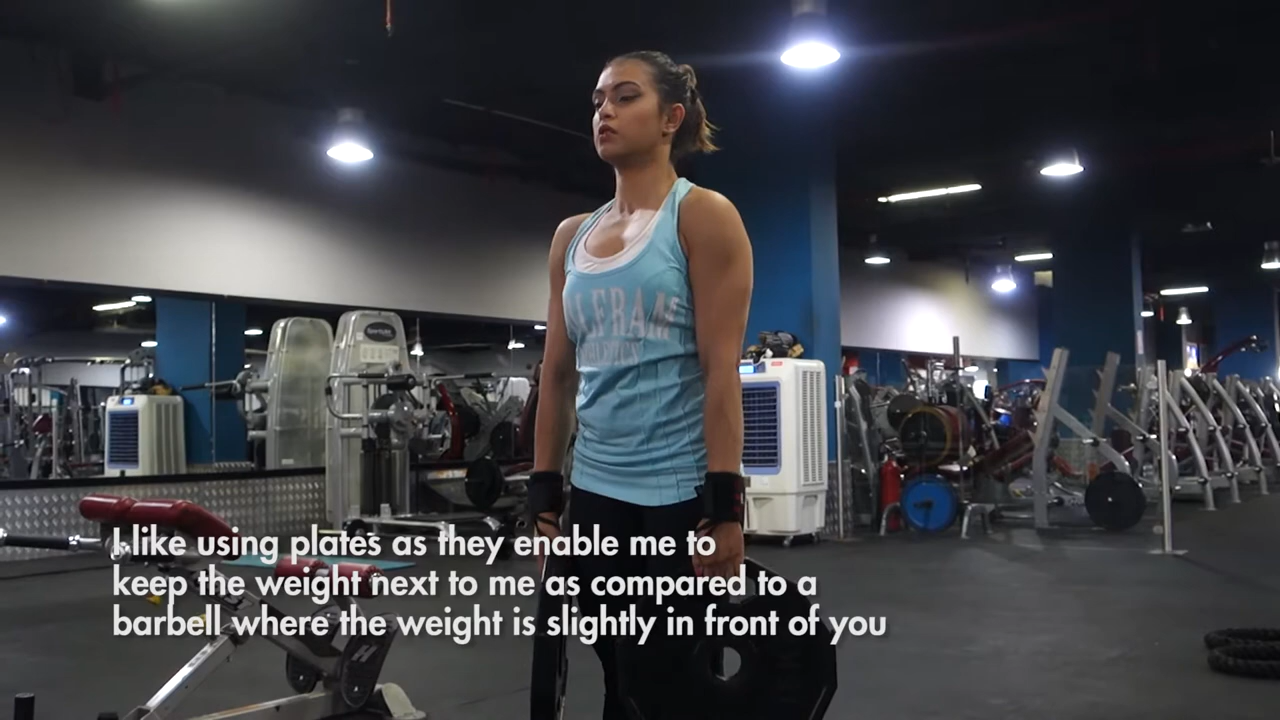 I like using plates as they enable me to
keep the weight next to me as compared to a
barbell where the weight is slightly in front of you